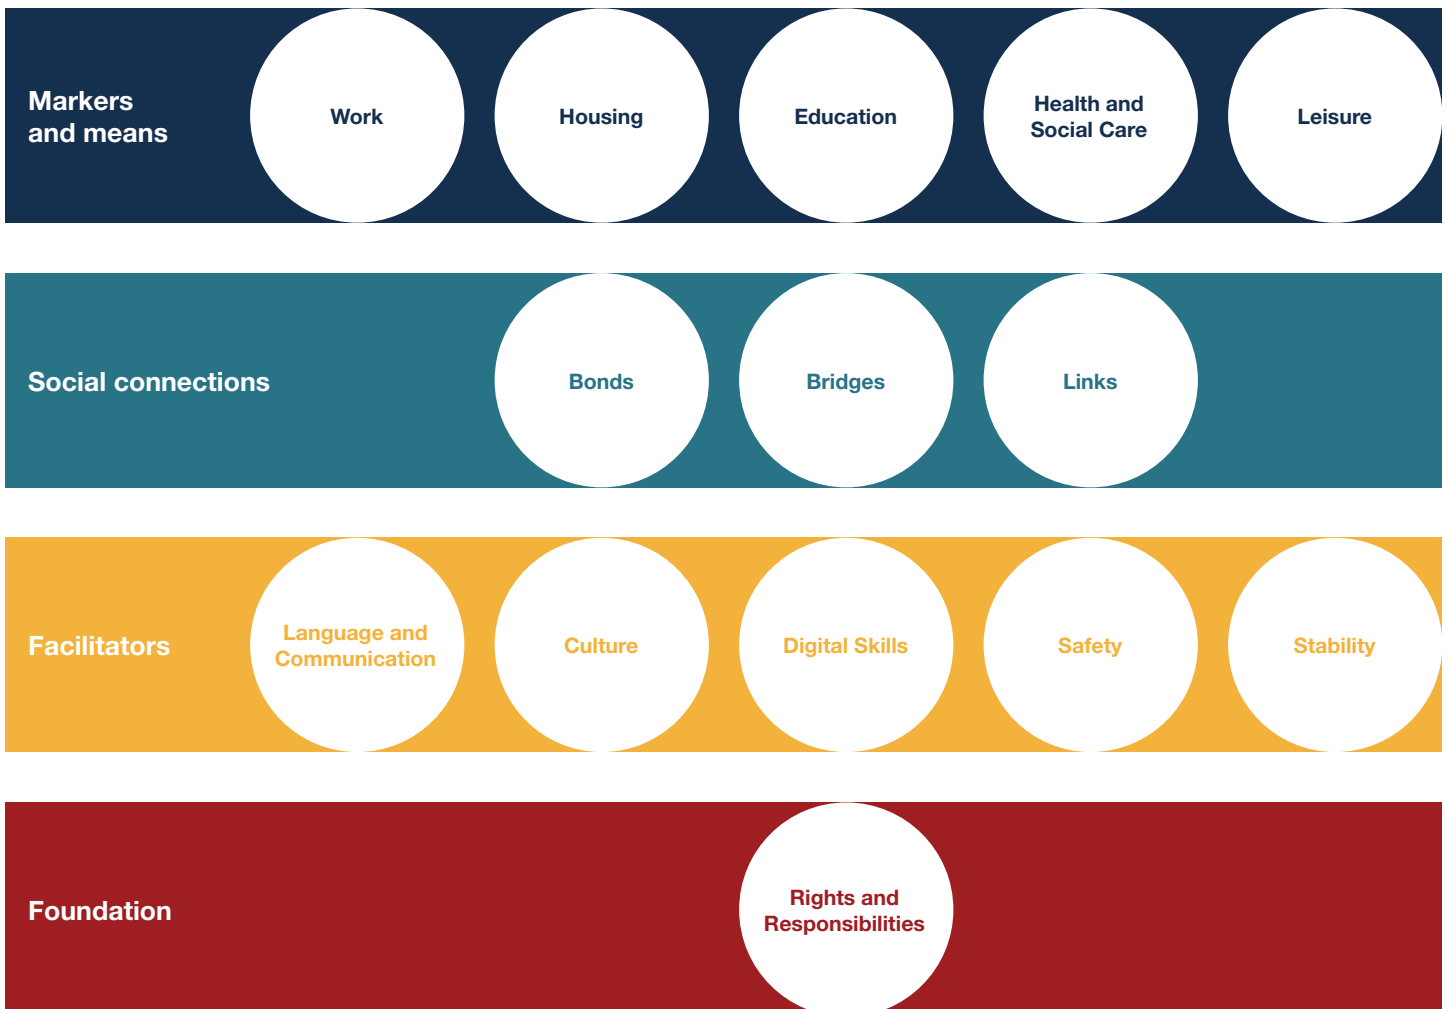 Markers
and means
Work
Housing
Education
Health and
Social Care
Leisure
Social connections
Bonds
Bridges
Links
Facilitators
Language and
Communication
Culture
Digital Skills
Safety
Stability
Foundation
Rights and
Responsibilities